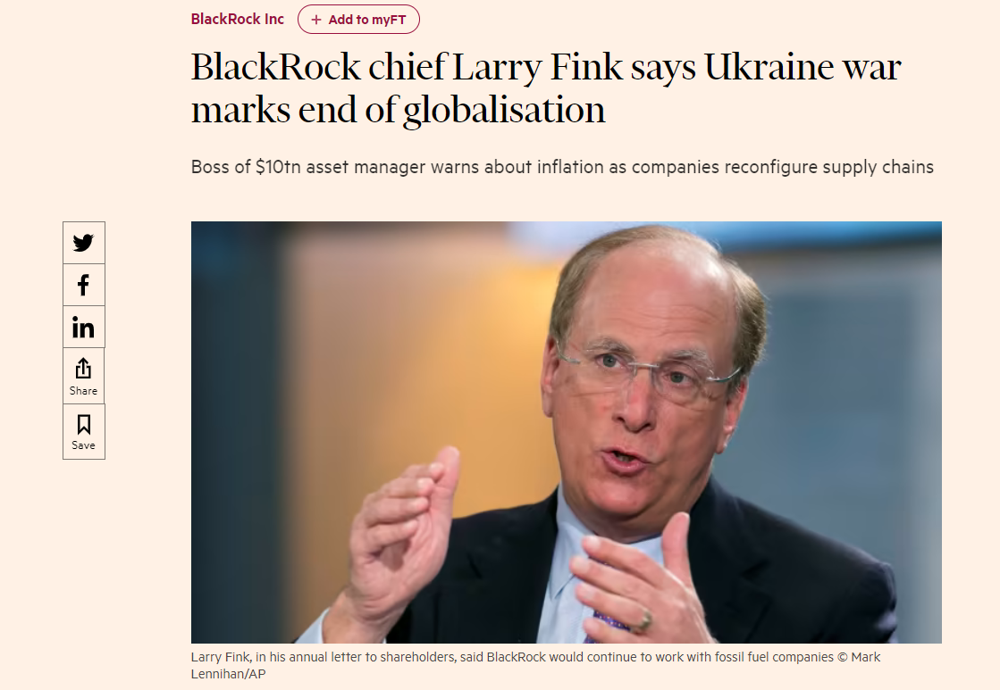 BlackRock Inc + Add to myFT
BlackRock chief Larry Fink says Ukraine war
marks end of globalisation
Boss of $10tn asset manager warns about inflation as companies reconfigure supply chains
in
Share
Save
Larry Fink, in his annual letter to shareholders, said BlackRock would continue to work with fossil fuel companies © Mark
Lennihan/AP